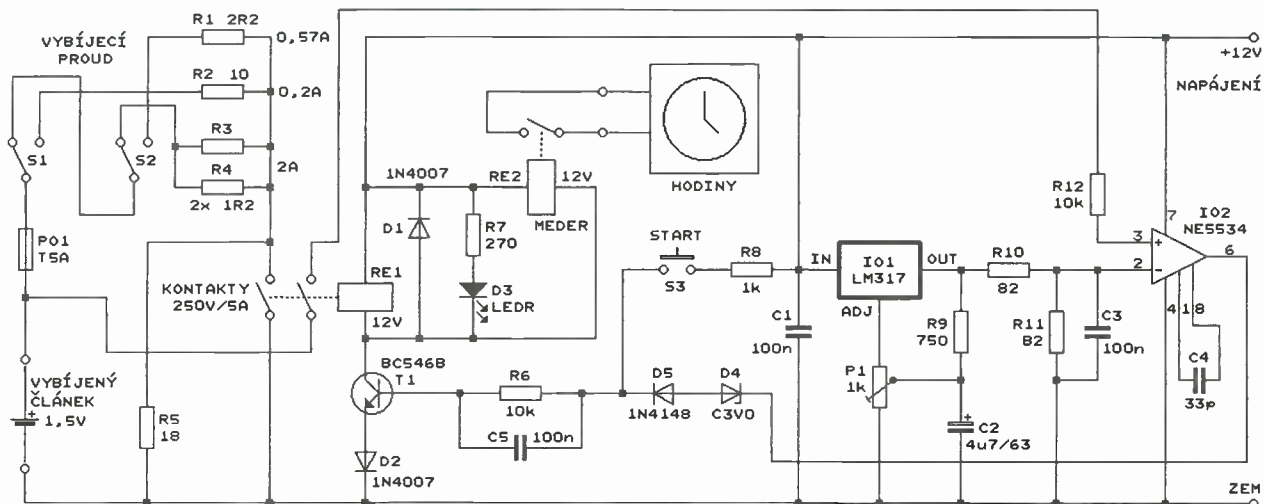 R1 2R2
0,57A
VYBÍJECÍ
PROUD
R2 10
0,2A
+12V
NAPÁJENÍ
S1
S2
R3
R4
2A
2x 1R2
1N4007
RE2
12V
MEDER
HODINY
R12
10k
IO2
NE5534
7
3
+
2
-
6
4
1
8
PO1
T5A
D1
R7
270
START
S3
R8
1k
IN
IO1
LM317
OUT
ADJ
R10
82
KONTAKTY
250V/5A
RE1
12V
D3
LEDR
C1
100n
R9
750
R11
82
C3
100n
C4
33p
VYBÍJENÝ
ČLÁNEK
+
1,5V
R5
18
BC546B
T1
R6
10k
C5
100n
D5
1N4148
D4
C3V0
P1
1k
+
C2
4u7/63
D2
1N4007
ZEM